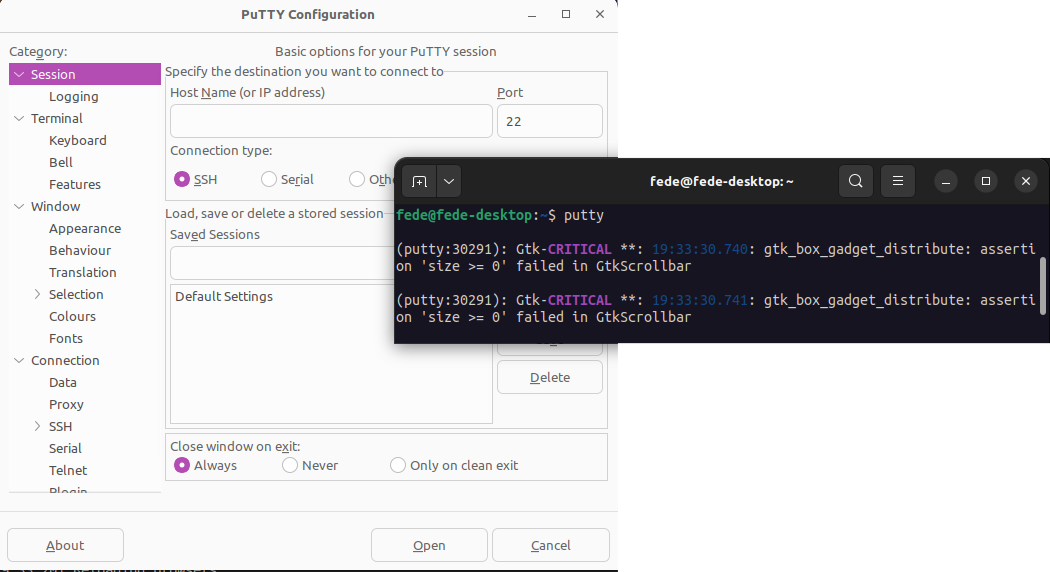 PuTTY Configuration
Category:
Session
Logging
Terminal
Keyboard
Bell
Features
Window
Appearance
Behaviour
Translation
Selection
Colours
Fonts
Connection
Data
Proxy
SSH
Serial
Telnet
Plogin
Basic options for your PuTTY session
Specify the destination you want to connect to
Host Name (or IP address)
Port
22
Connection type:
SSH
Serial
Othe
Load, save or delete a stored session
Saved Sessions
Default Settings
Delete
Close window on exit:
Always
Never
Only on clean exit
About
Open
Cancel
fede@fede-desktop: ~
fede@fede-desktop:~$ putty
(putty:30291): Gtk-CRITICAL **: 19:33:30.740: gtk_box_gadget_distribute: asserti
on 'size >= 0' failed in GtkScrollbar
(putty:30291): Gtk-CRITICAL **: 19:33:30.741: gtk_box_gadget_distribute: asserti
on 'size >= 0' failed in GtkScrollbar